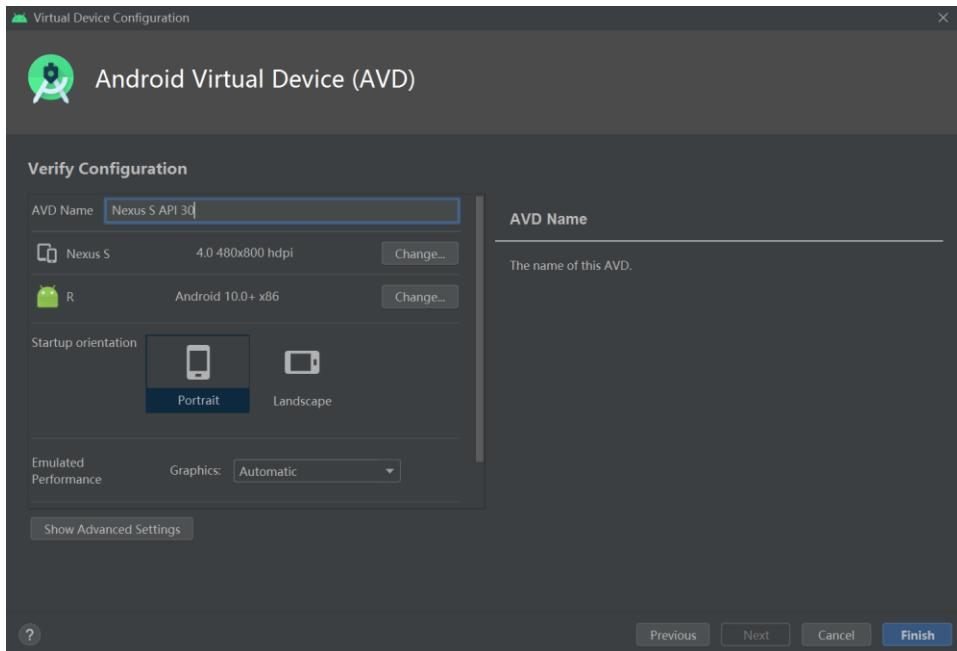 Virtual Device Configuration
Android Virtual Device (AVD)
Verify Configuration
AVD Name Nexus S API 30
AVD Name
The name of this AVD.
Nexus S 4.0 480x800 hdpi Change...
R Android 10.0+ x86 Change...
Startup orientation
Portrait Landscape
Emulated
Performance
Graphics: Automatic
Show Advanced Settings
? Previous Next Cancel Finish